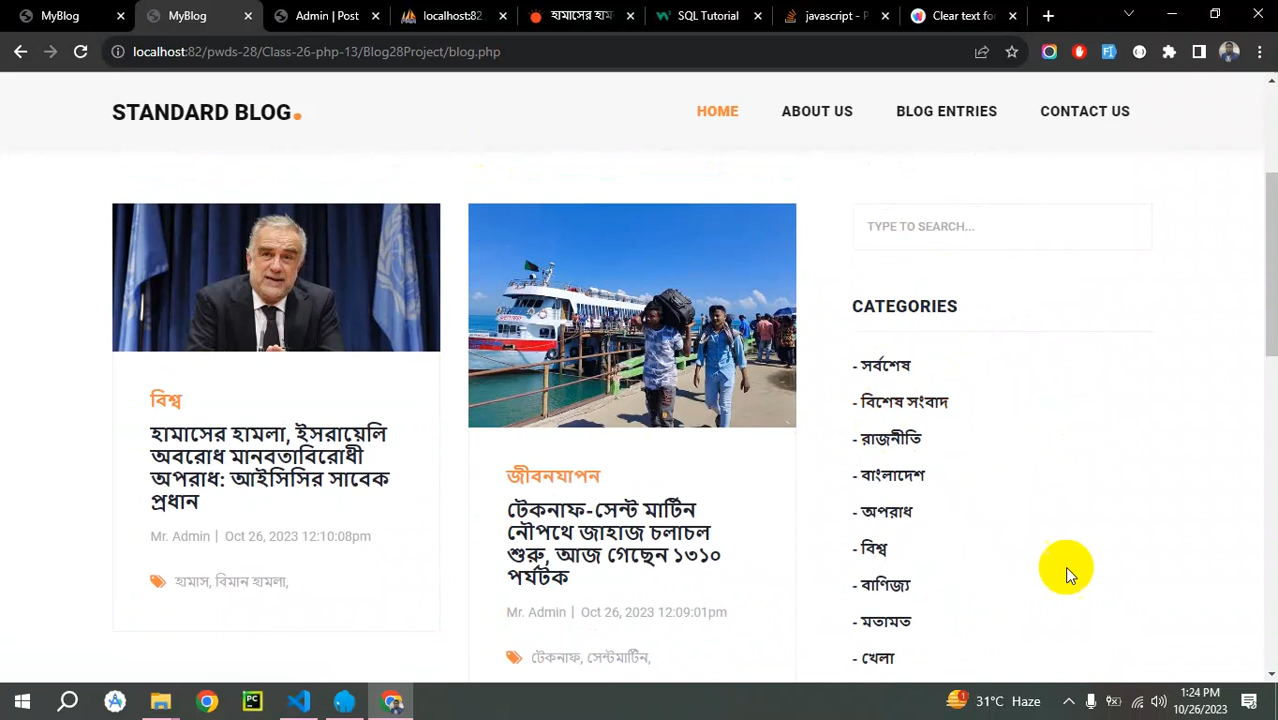 MyBlog
MyBlog
Admin | Post
localhost:82
হামাসের হাম
SQL Tutorial
javascript - P
Clear text for
localhost:82/pwds-28/Class-26-php-13/Blog28Project/blog.php
STANDARD BLOG.
HOME
ABOUT US
BLOG ENTRIES
CONTACT US
বিশ্ব
হামাসের হামলা, ইসরায়েলি
অবরোধ মানবতাবিরোধী
অপরাধ: আইসিসির সাবেক
প্রধান
Mr. Admin | Oct 26, 2023 12:10:08pm
হামাস, বিমান হামলা,
জীবনযাপন
টেকনাফ-সেন্ট মার্টিন
নৌপথে জাহাজ চলাচল
শুরু, আজ গেছেন ১৩১০
পর্যটক
Mr. Admin | Oct 26, 2023 12:09:01pm
টেকনাফ, সেন্টমার্টিন,
TYPE TO SEARCH...
CATEGORIES
- সর্বশেষ
- বিশেষ সংবাদ
- রাজনীতি
- বাংলাদেশ
- অপরাধ
- বিশ্ব
- বাণিজ্য
- মতামত
- খেলা
31°C Haze
1:24 PM
10/26/2023